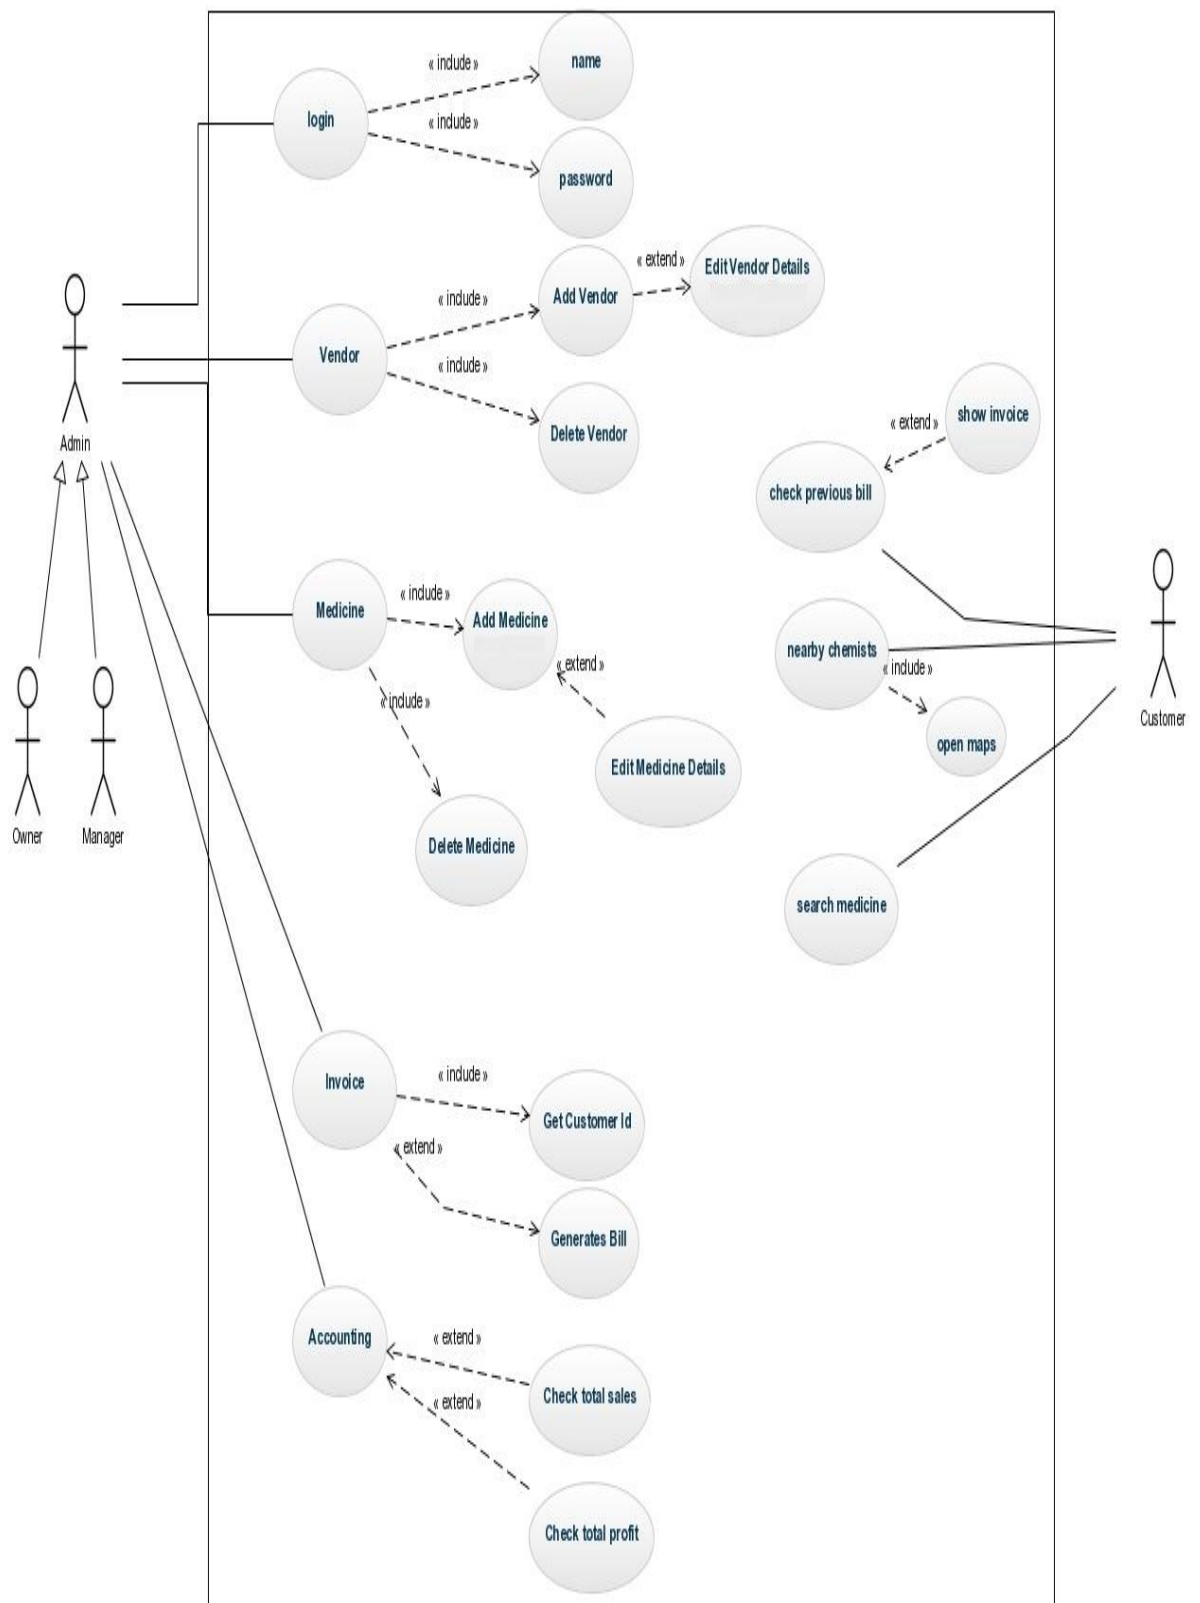 « include »
name
login
« include »
password
« extend »
Edit Vendor Details
« include »
Add Vendor
Vendor
« include »
Delete Vendor
Admin
« extend »
show invoice
check previous bill
Medicine
« include »
Add Medicine
« extend »
« include »
Edit Medicine Details
Delete Medicine
nearby chemists
« include »
open maps
Customer
search medicine
Owner
Manager
Invoice
« include »
Get Customer Id
« extend »
Generates Bill
Accounting
« extend »
Check total sales
« extend »
Check total profit